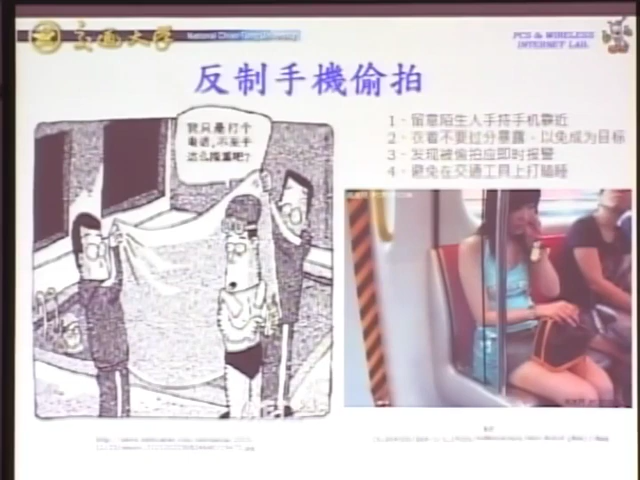 交通大学
National Chiao Tung University
PCS & WIRELESS
INTERNET LAB.
反制手機偷拍
我只是打个
电话,不至于
这么慎重吧?
1、留意陌生人手持手机靠近
2、衣着不要过分暴露,以免成为目标
3、发现被偷拍应即时报警
4、避免在交通工具上打瞌睡